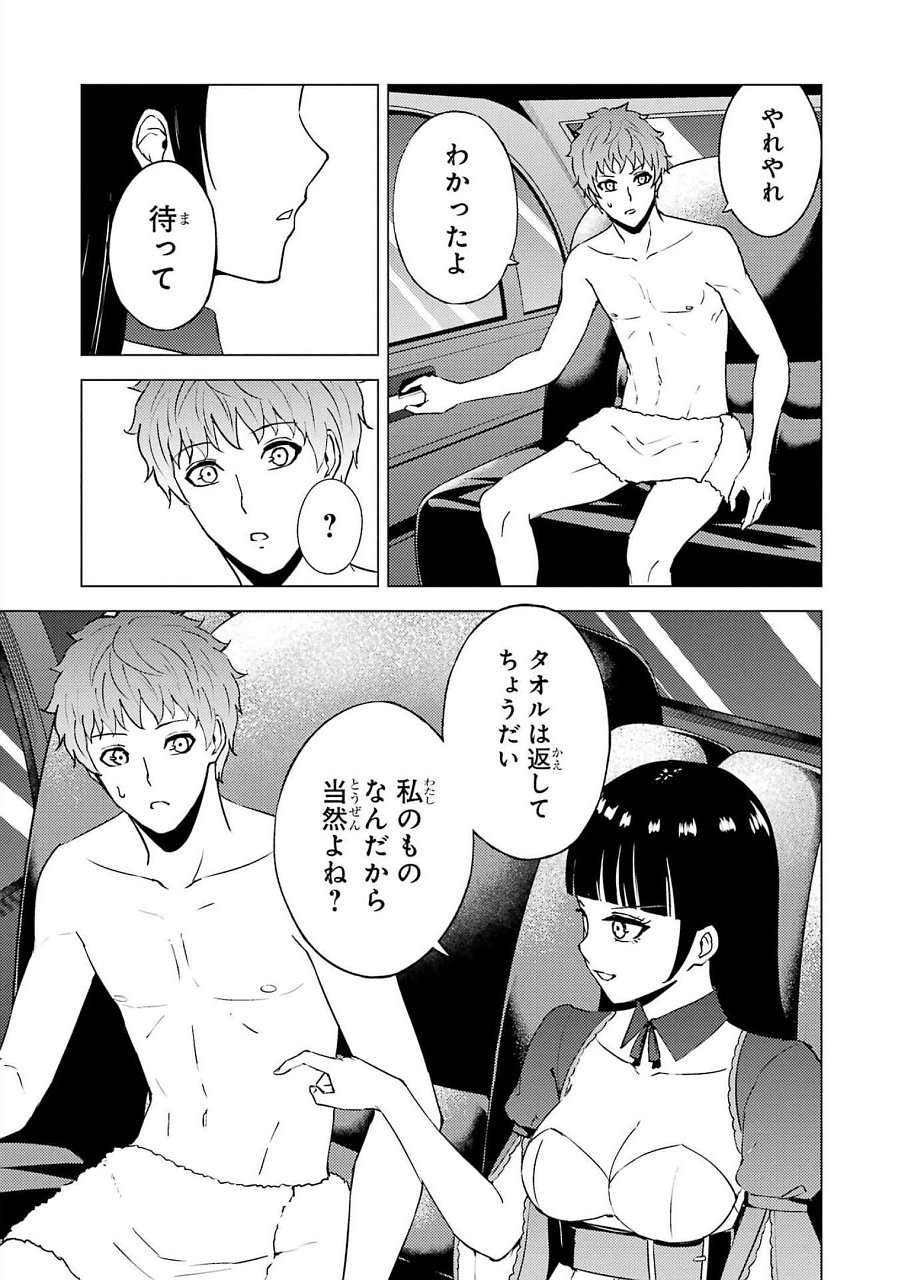 やれやれ
わかったよ
待って
？
タオルは返して
ちょうだい
私のもの
なんだから
当然よね？